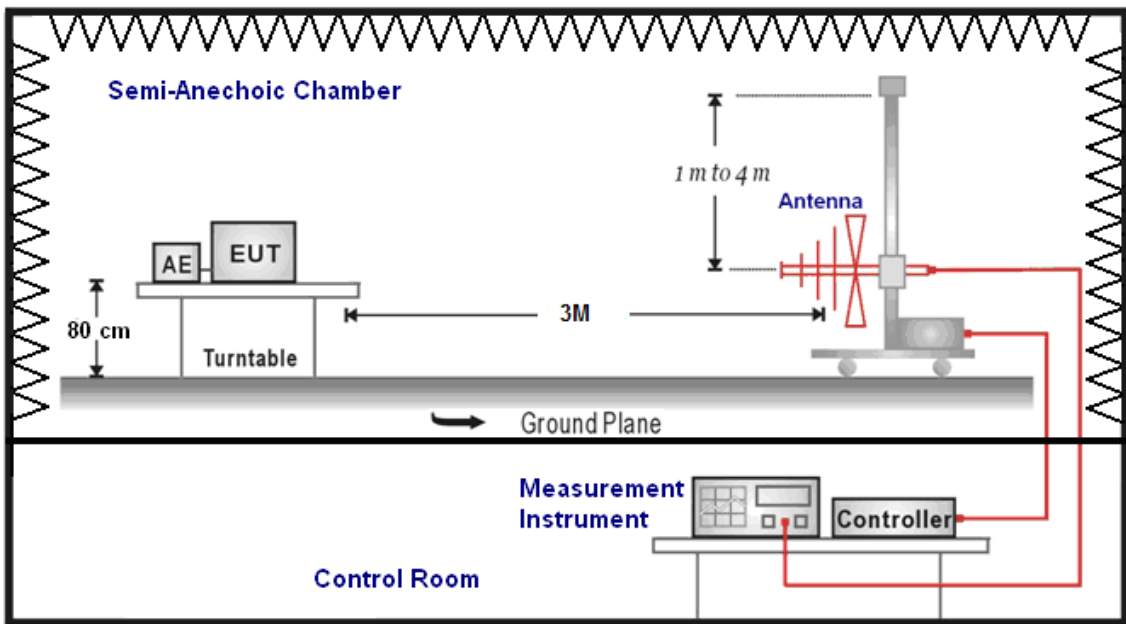 Semi-Anechoic Chamber
1 m to 4 m
Antenna
AE
EUT
80 cm
3M
Turntable
Ground Plane
Measurement
Instrument
Controller
Control Room